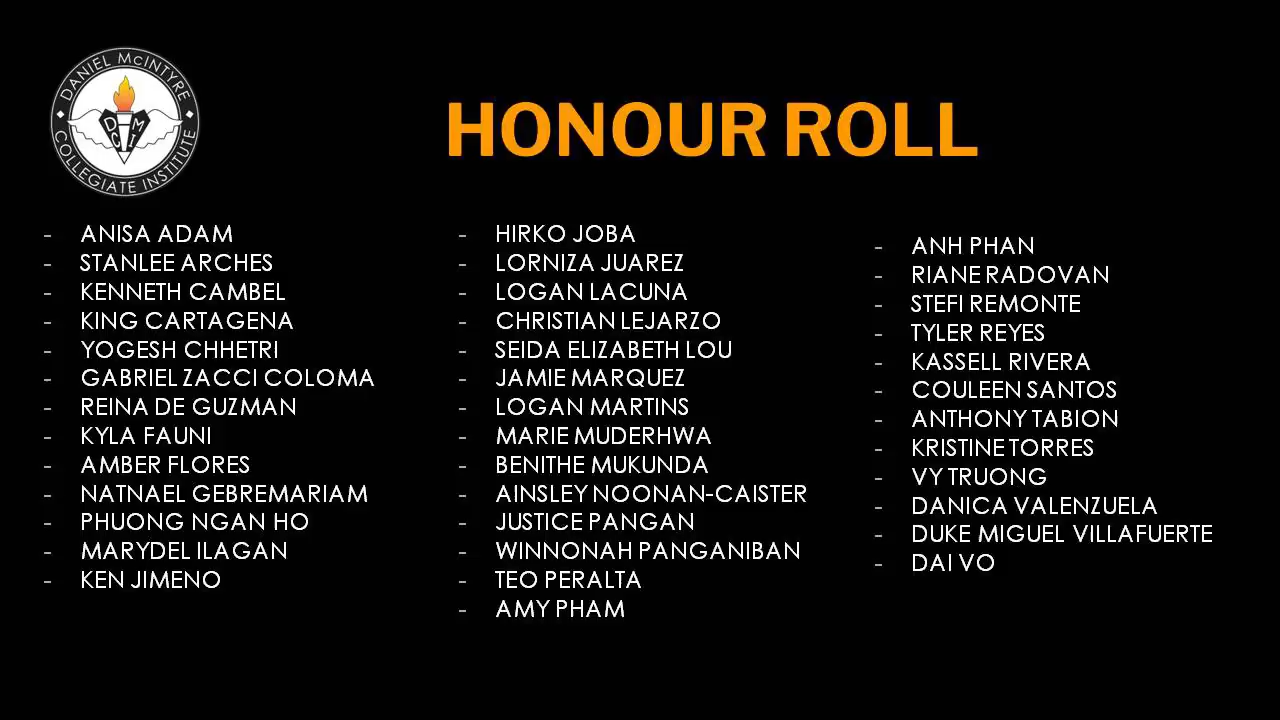 DANIEL McINTYRE
COLLEGIATE INSTITUTE
D M
C I
HONOUR ROLL
- ANISA ADAM
- STANLEE ARCHES
- KENNETH CAMBEL
- KING CARTAGENA
- YOGESH CHHETRI
- GABRIEL ZACCI COLOMA
- REINA DE GUZMAN
- KYLA FAUNI
- AMBER FLORES
- NATNAEL GEBREMARIAM
- PHUONG NGAN HO
- MARYDEL ILAGAN
- KEN JIMENO
- HIRKO JOBA
- LORNIZA JUAREZ
- LOGAN LACUNA
- CHRISTIAN LEJARZO
- SEIDA ELIZABETH LOU
- JAMIE MARQUEZ
- LOGAN MARTINS
- MARIE MUDERHWA
- BENITHE MUKUNDA
- AINSLEY NOONAN-CAISTER
- JUSTICE PANGAN
- WINNONAH PANGANIBAN
- TEO PERALTA
- AMY PHAM
- ANH PHAN
- RIANE RADOVAN
- STEFI REMONTE
- TYLER REYES
- KASSELL RIVERA
- COULEEN SANTOS
- ANTHONY TABION
- KRISTINE TORRES
- VY TRUONG
- DANICA VALENZUELA
- DUKE MIGUEL VILLAFUERTE
- DAI VO